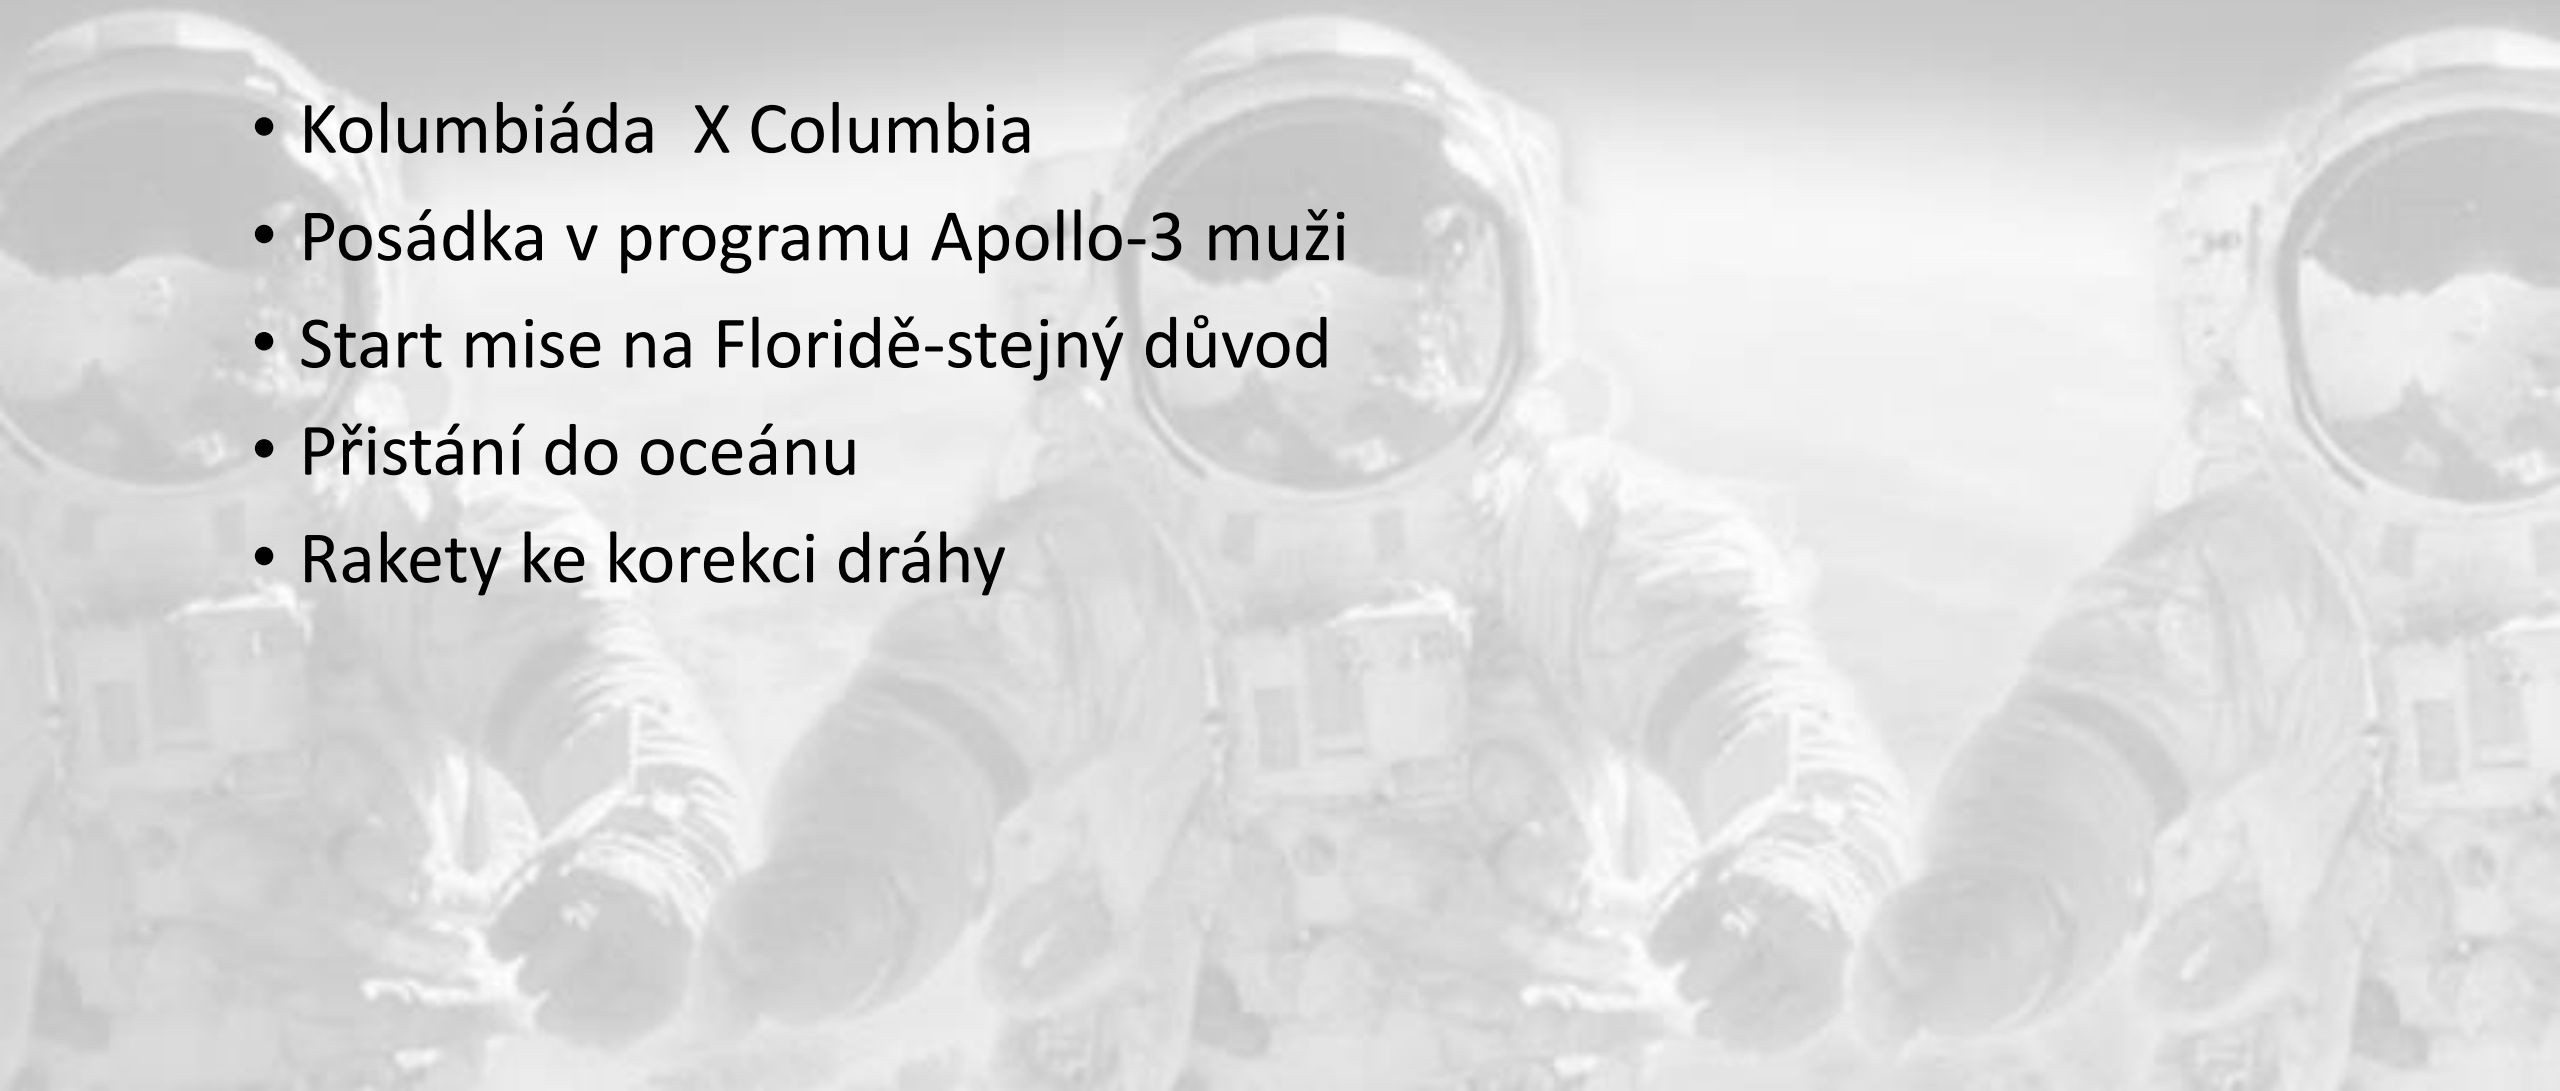 • Kolumbiáda  X Columbia
• Posádka v programu Apollo-3 muži
• Start mise na Floridě-stejný důvod
• Přistání do oceánu
• Rakety ke korekci dráhy